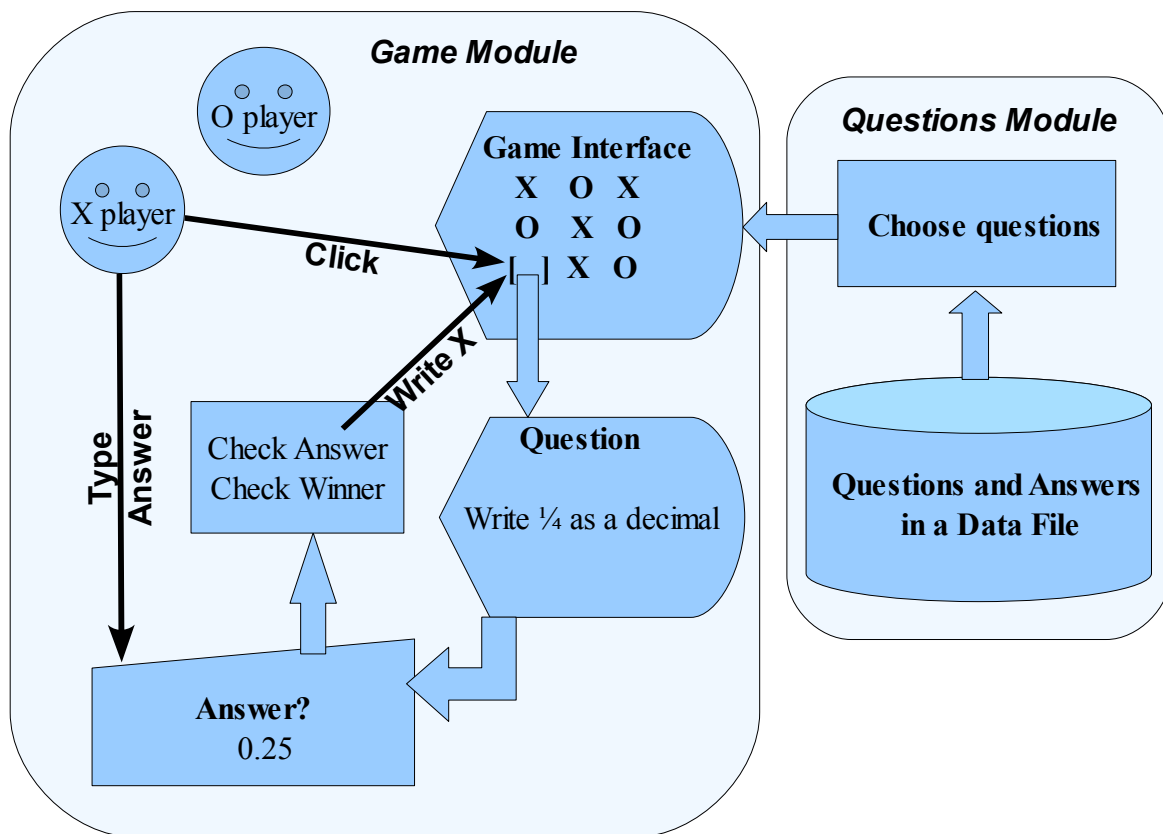 Game Module
O player
X player
Click
Game Interface
X O X
O X O
[ ] X O
Write X
Type
Answer
Check Answer
Check Winner
Question
Write ¼ as a decimal
Answer?
0.25
Questions Module
Choose questions
Questions and Answers
in a Data File